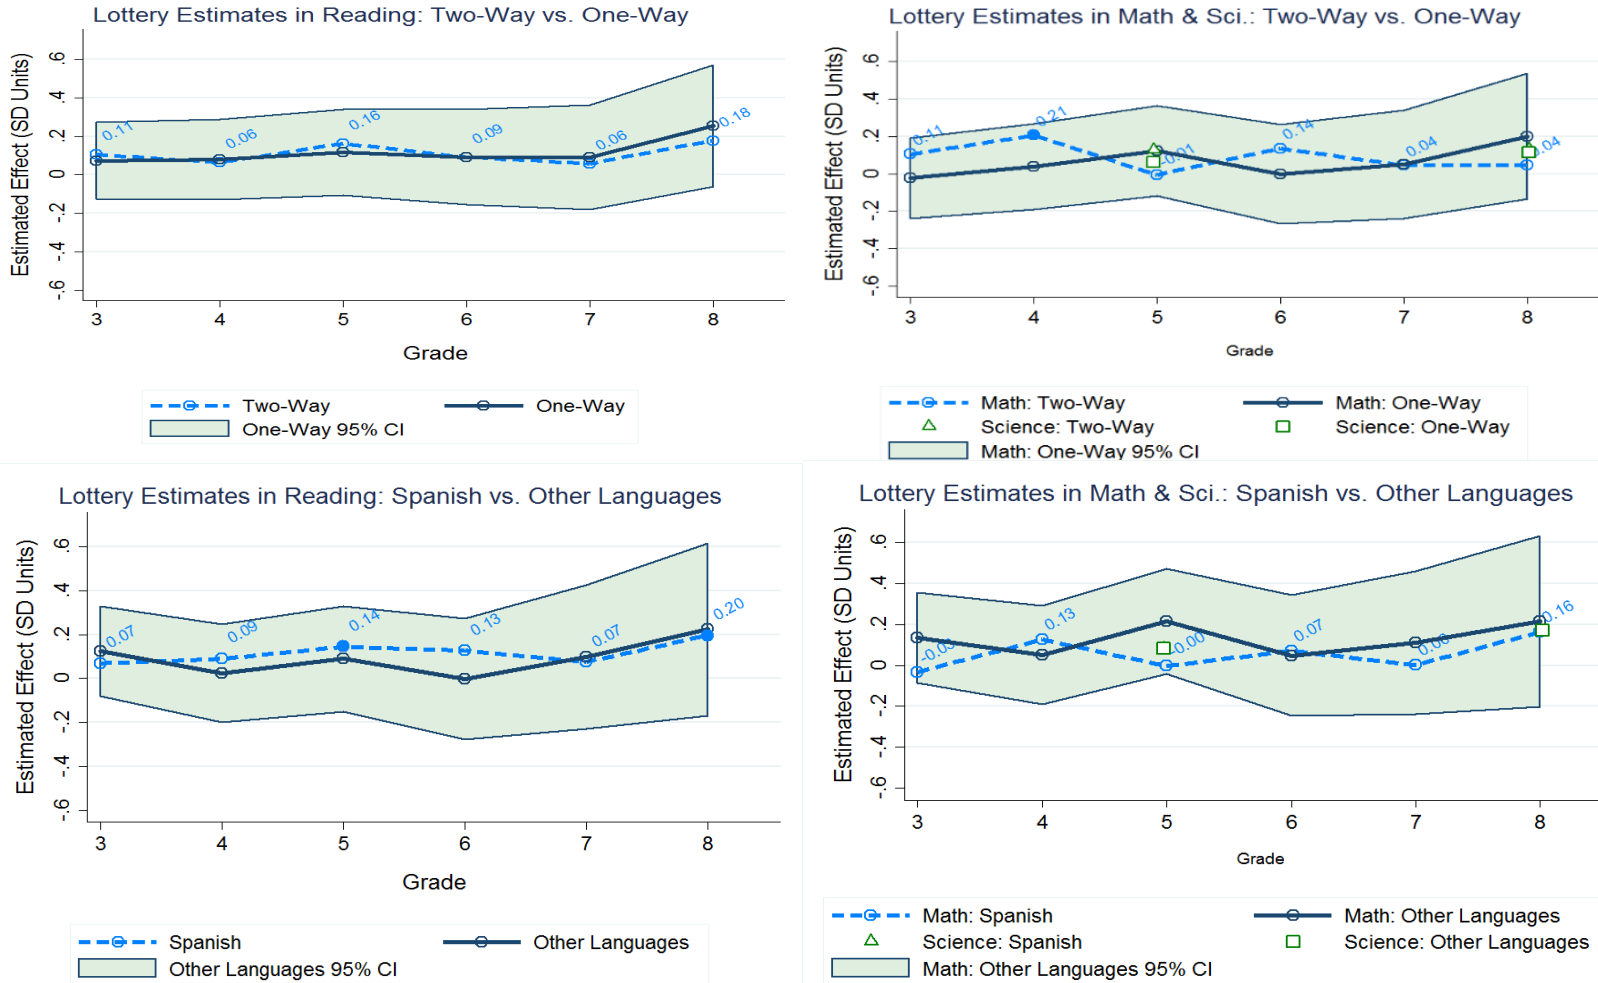 Lottery Estimates in Reading: Two-Way vs. One-Way
Estimated Effect (SD Units)
.6
.4
.2
0
-.2
-.4
-.6
0.11
0.06
0.16
0.09
0.06
0.18
3 4 5 6 7 8
Grade
Two-Way One-Way
One-Way 95% CI
Lottery Estimates in Math & Sci.: Two-Way vs. One-Way
Estimated Effect (SD Units)
.6
.4
.2
0
-.2
-.4
-.6
0.11
0.21
-0.01
0.14
0.04
0.04
3 4 5 6 7 8
Grade
Math: Two-Way Math: One-Way
Science: Two-Way Science: One-Way
Math: One-Way 95% CI
Lottery Estimates in Reading: Spanish vs. Other Languages
Estimated Effect (SD Units)
.6
.4
.2
0
-.2
-.4
-.6
0.07
0.09
0.14
0.13
0.07
0.20
3 4 5 6 7 8
Grade
Spanish Other Languages
Other Languages 95% CI
Lottery Estimates in Math & Sci.: Spanish vs. Other Languages
Estimated Effect (SD Units)
.6
.4
.2
0
-.2
-.4
-.6
0.13
-0.00
0.07
0.16
3 4 5 6 7 8
Grade
Math: Spanish Math: Other Languages
Science: Spanish Science: Other Languages
Math: Other Languages 95% CI